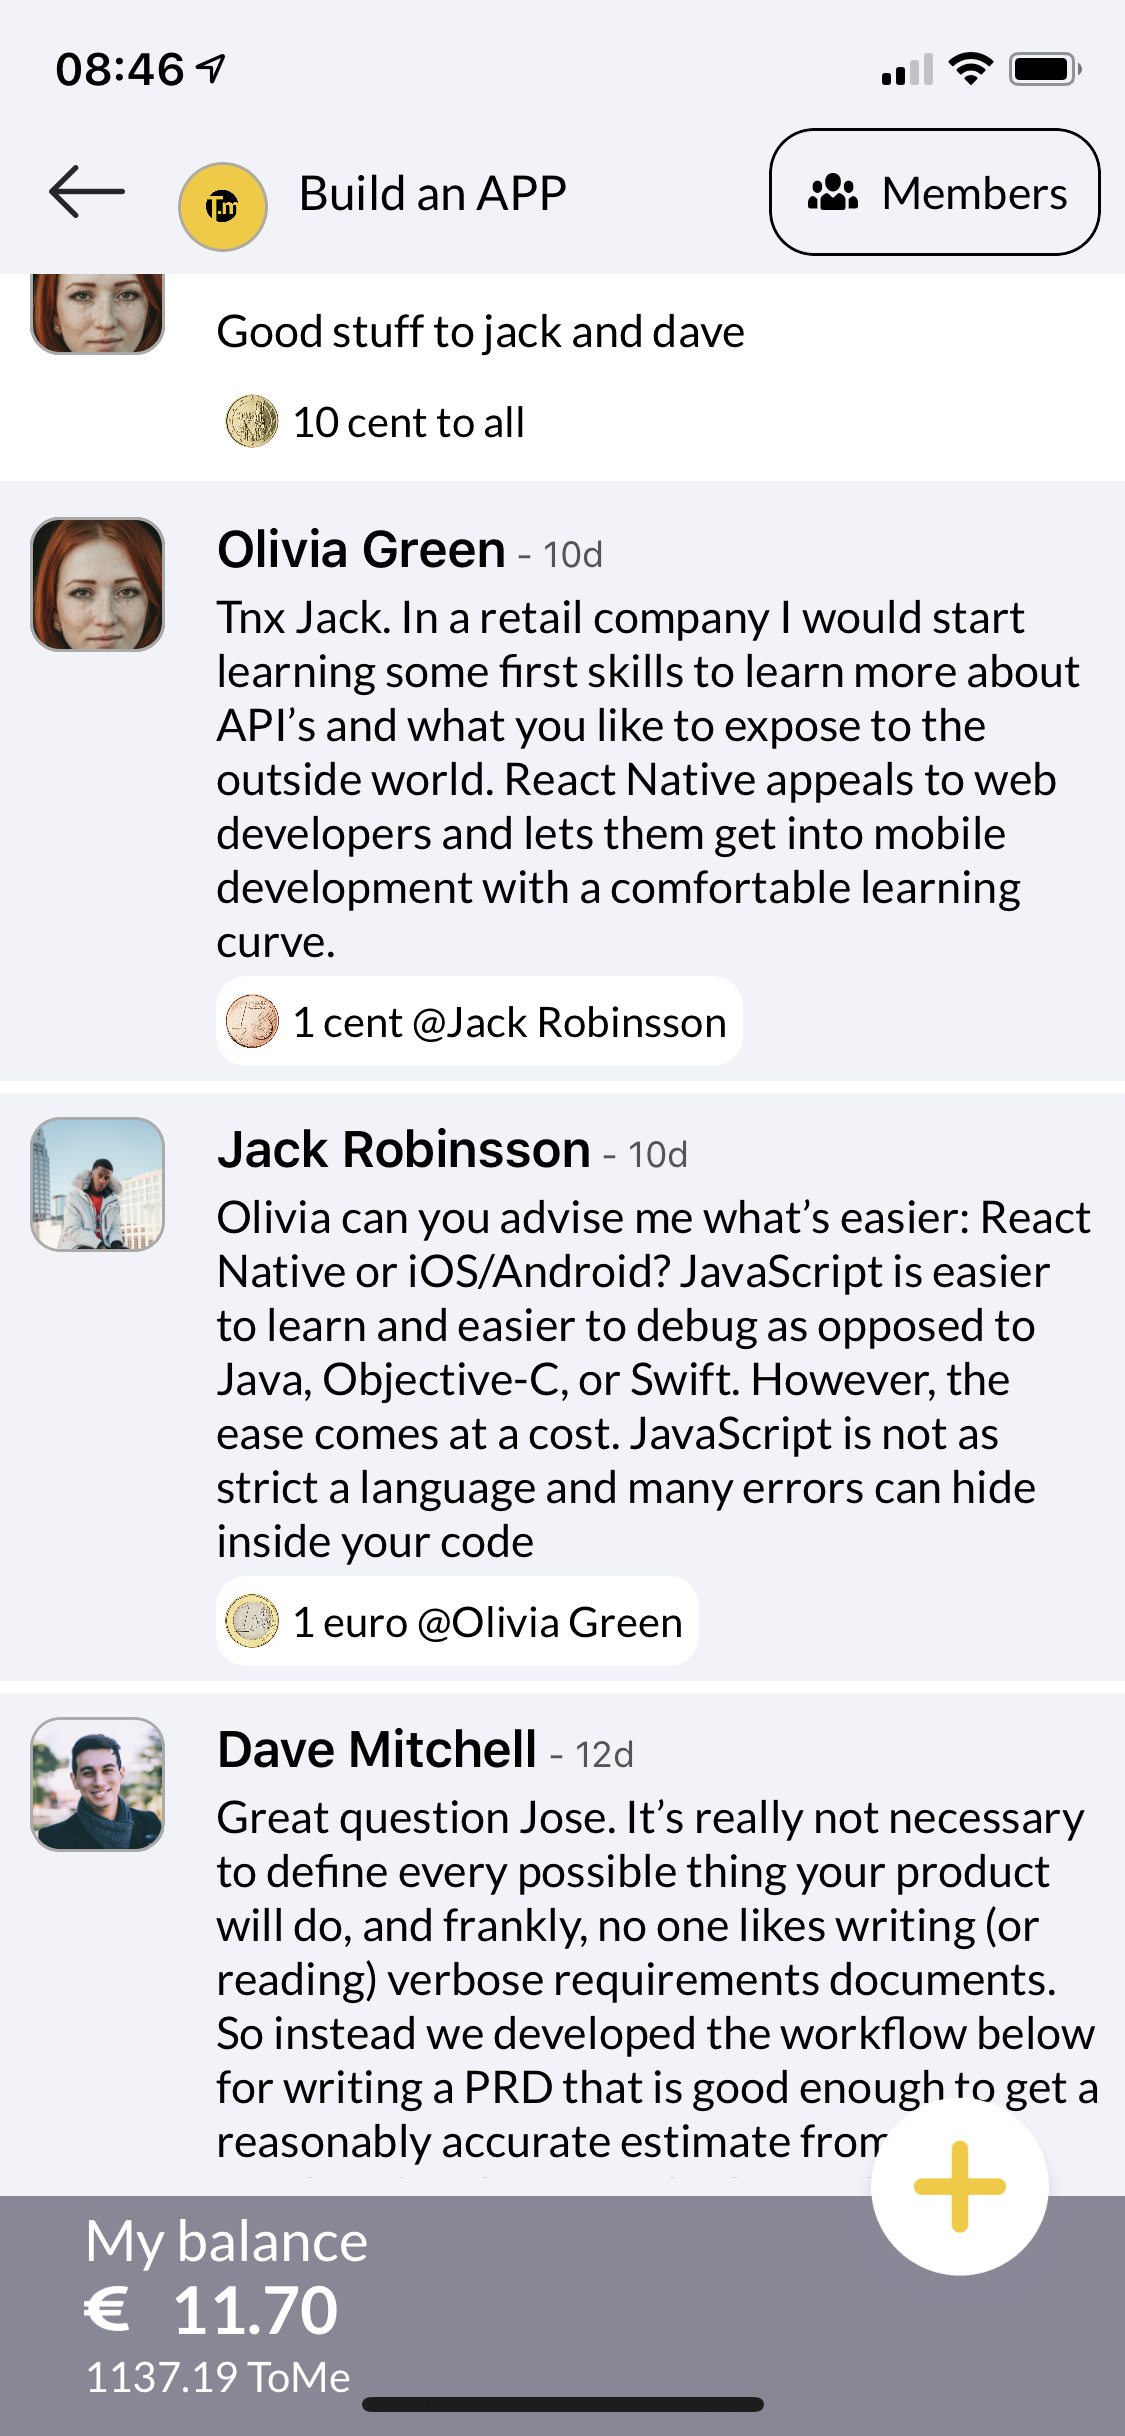 08:46
Build an APP
Members
Good stuff to jack and dave
10 cent to all
Olivia Green - 10d
Tnx Jack. In a retail company I would start
learning some first skills to learn more about
API’s and what you like to expose to the
outside world. React Native appeals to web
developers and lets them get into mobile
development with a comfortable learning
curve.
1 cent @Jack Robinsson
Jack Robinsson - 10d
Olivia can you advise me what’s easier: React
Native or iOS/Android? JavaScript is easier
to learn and easier to debug as opposed to
Java, Objective-C, or Swift. However, the
ease comes at a cost. JavaScript is not as
strict a language and many errors can hide
inside your code
1 euro @Olivia Green
Dave Mitchell - 12d
Great question Jose. It’s really not necessary
to define every possible thing your product
will do, and frankly, no one likes writing (or
reading) verbose requirements documents.
So instead we developed the workflow below
for writing a PRD that is good enough to get a
reasonably accurate estimate from
My balance
€ 11.70
1137.19 ToMe